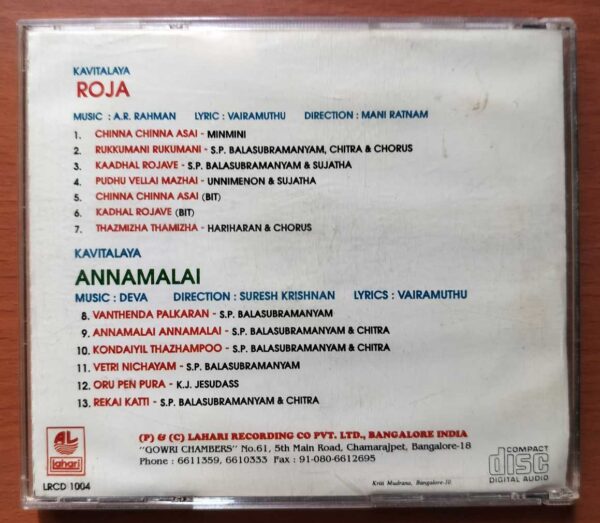 KAVITALAYA
ROJA
MUSIC : A.R. RAHMAN LYRIC : VAIRAMUTHU DIRECTION : MANI RATNAM
1. CHINNA CHINNA ASAI - MINMINI
2. RUKKUMANI RUKUMANI - S.P. BALASUBRAMANYAM, CHITRA & CHORUS
3. KAADHAL ROJAVE - S.P. BALASUBRAMANYAM & SUJATHA
4. PUDHU VELLAI MAZHAI - UNNIMENON & SUJATHA
5. CHINNA CHINNA ASAI (BIT)
6. KADHAL ROJAVE (BIT)
7. THAZMIZHA THAMIZHA - HARIHARAN & CHORUS
KAVITALAYA
ANNAMALAI
MUSIC : DEVA DIRECTION : SURESH KRISHNAN LYRICS : VAIRAMUTHU
8. VANTHENDA PALKARAN - S.P. BALASUBRAMANYAM
9. ANNAMALAI ANNAMALAI - S.P. BALASUBRAMANYAM & CHITRA
10. KONDAIYIL THAZHAMPOO - S.P. BALASUBRAMANYAM & CHITRA
11. VETRI NICHAYAM - S.P. BALASUBRAMANYAM
12. ORU PEN PURA - K.J. JESUDASS
13. REKAI KATTI - S.P. BALASUBRAMANYAM & CHITRA
(P) & (C) LAHARI RECORDING CO PVT. LTD., BANGALORE INDIA
"GOWRI CHAMBERS" No.61, 5th Main Road, Chamarajpet, Bangalore-18
Phone : 6611359, 6610333 Fax : 91-080-6612695
Lahari
LRCD 1004
Kriti Mudrana, Bangalore-10.
COMPACT
disc
DIGITAL AUDIO